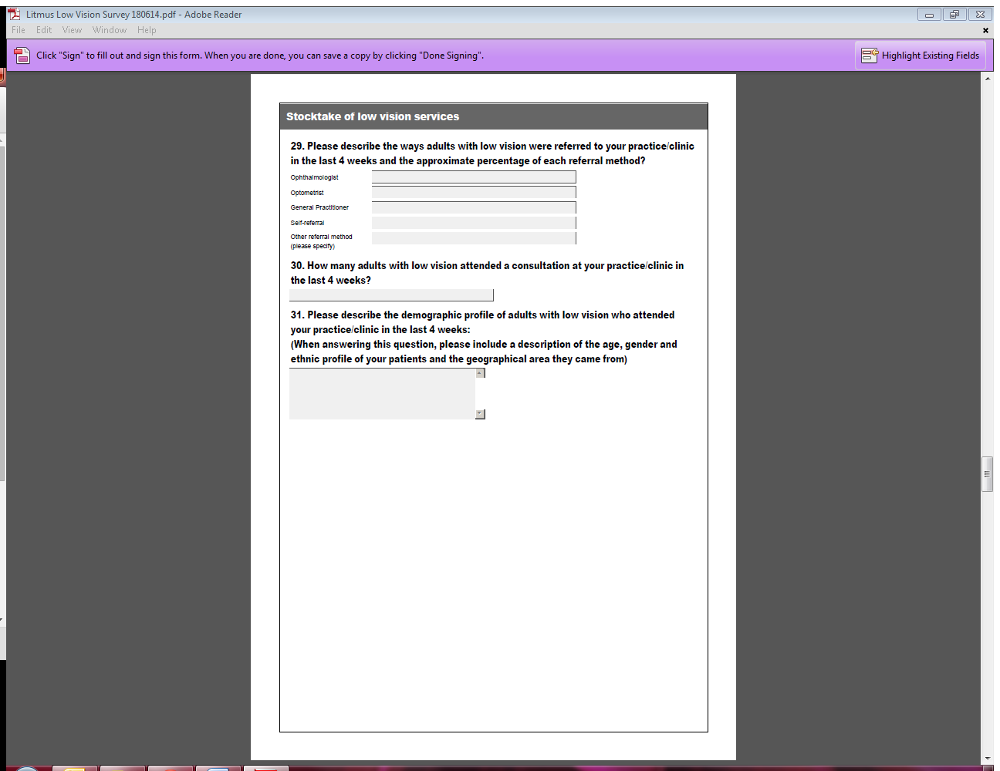 Litmus Low Vision Survey 180614.pdf - Adobe Reader
File Edit View Window Help
Click "Sign" to fill out and sign this form. When you are done, you can save a copy by clicking "Done Signing".
Highlight Existing Fields
Stocktake of low vision services
29. Please describe the ways adults with low vision were referred to your practice/clinic
in the last 4 weeks and the approximate percentage of each referral method?
Ophthalmologist
Optometrist
General Practitioner
Self-referral
Other referral method
(please specify)
30. How many adults with low vision attended a consultation at your practice/clinic in
the last 4 weeks?
31. Please describe the demographic profile of adults with low vision who attended
your practice/clinic in the last 4 weeks:
(When answering this question, please include a description of the age, gender and
ethnic profile of your patients and the geographical area they came from)